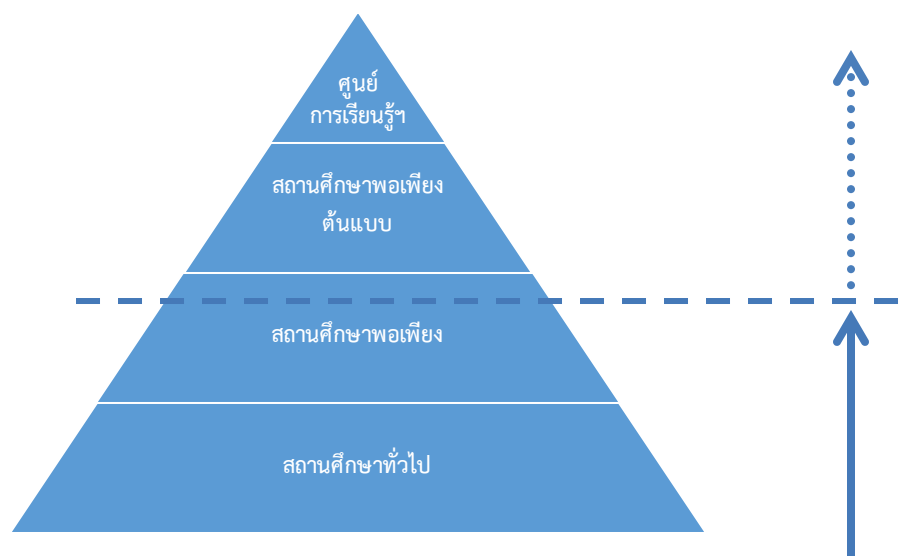 ศูนย์
การเรียนรู้ฯ
สถานศึกษาพอเพียง
ต้นแบบ
สถานศึกษาพอเพียง
สถานศึกษาทั่วไป